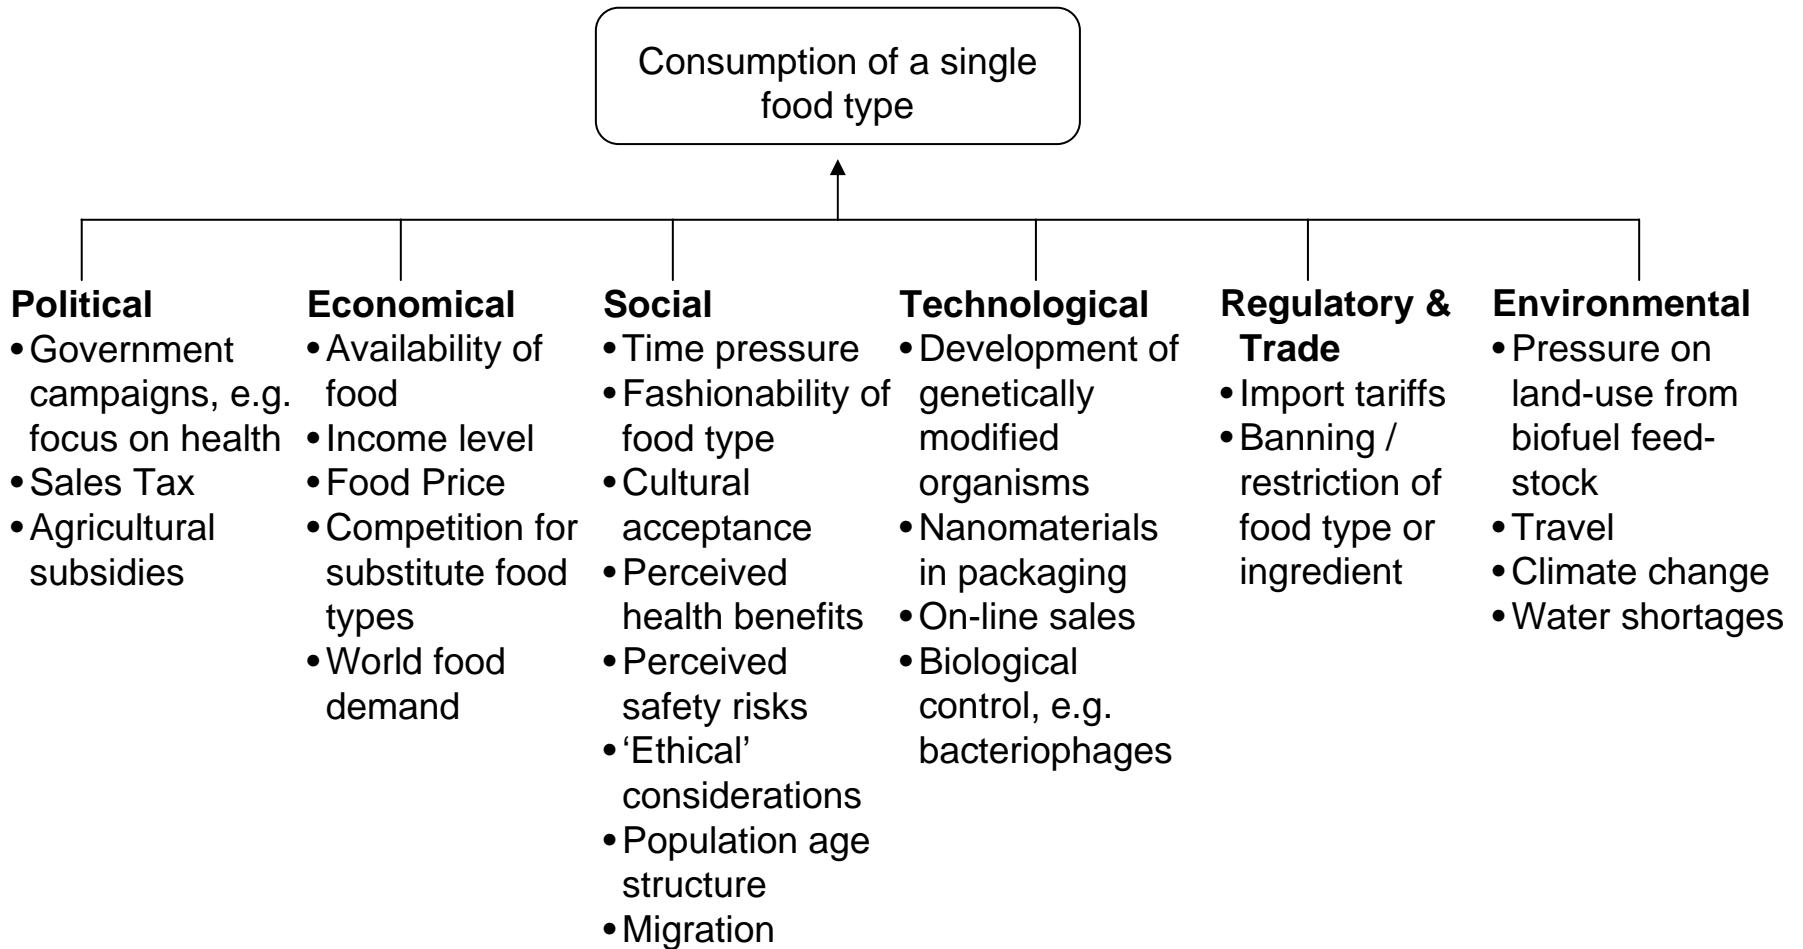 Consumption of a single
food type
Political
•Government
campaigns, e.g.
focus on health
•Sales Tax
•Agricultural
subsidies
Economical
•Availability of
food
•Income level
•Food Price
•Competition for
substitute food
types
•World food
demand
Social
•Time pressure
•Fashionability of
food type
•Cultural
acceptance
•Perceived
health benefits
•Perceived
safety risks
•‘Ethical’
considerations
•Population age
structure
•Migration
Technological
•Development of
genetically
modified
organisms
•Nanomaterials
in packaging
•On-line sales
•Biological
control, e.g.
bacteriophages
Regulatory &
Trade
•Import tariffs
•Banning /
restriction of
food type or
ingredient
Environmental
•Pressure on
land-use from
biofuel feed-
stock
•Travel
•Climate change
•Water shortages